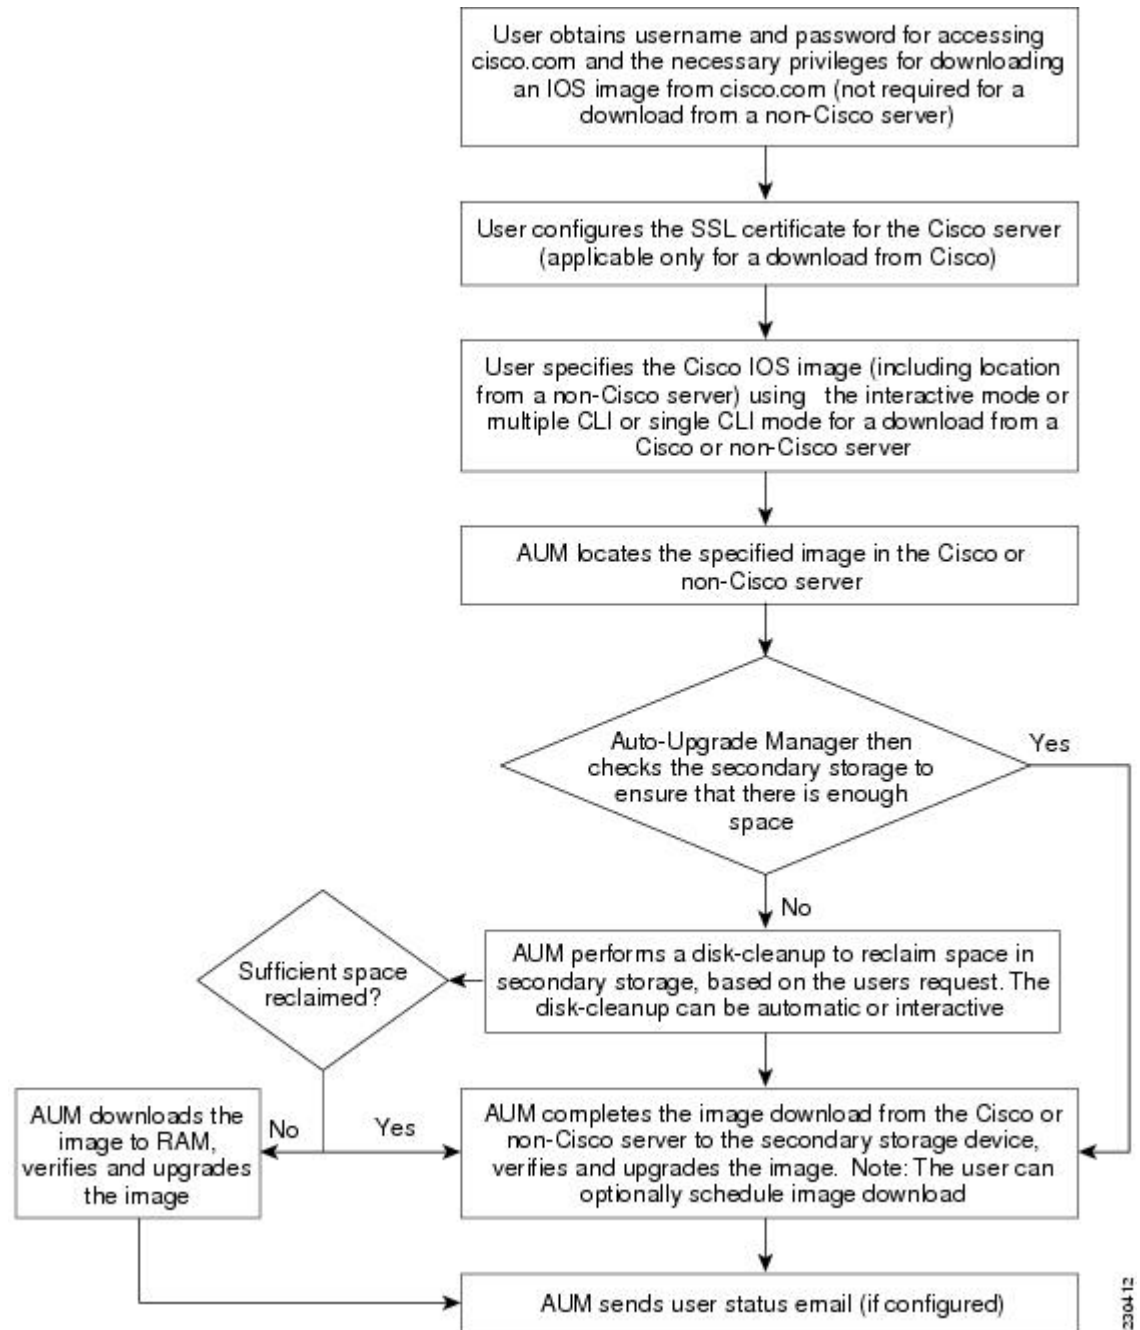 User obtains username and password for accessing
cisco.com and the necessary privileges for downloading
an IOS image from cisco.com (not required for a
download from a non-Cisco server)
User configures the SSL certificate for the Cisco server
(applicable only for a download from Cisco)
User specifies the Cisco IOS image (including location
from a non-Cisco server) using the interactive mode or
multiple CLI or single CLI mode for a download from a
Cisco or non-Cisco server
AUM locates the specified image in the Cisco or
non-Cisco server
Auto-Upgrade Manager then
checks the secondary storage to
ensure that there is enough
space
Yes
No
AUM performs a disk-cleanup to reclaim space in
secondary storage, based on the users request. The
disk-cleanup can be automatic or interactive
Sufficient space
reclaimed?
No
Yes
AUM downloads the
image to RAM,
verifies and upgrades
the image
AUM completes the image download from the Cisco or
non-Cisco server to the secondary storage device,
verifies and upgrades the image. Note: The user can
optionally schedule image download
AUM sends user status email (if configured)
230412